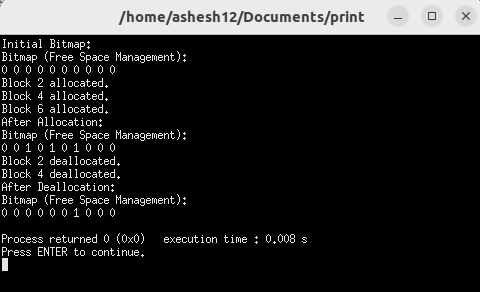 /home/ashesh12/Documents/print
Initial Bitmap:
Bitmap (Free Space Management):
0 0 0 0 0 0 0 0 0 0
Block 2 allocated.
Block 4 allocated.
Block 6 allocated.
After Allocation:
Bitmap (Free Space Management):
0 0 1 0 1 0 1 0 0 0
Block 2 deallocated.
Block 4 deallocated.
After Deallocation:
Bitmap (Free Space Management):
0 0 0 0 0 0 1 0 0 0
Process returned 0 (0x0)   execution time : 0.008 s
Press ENTER to continue.